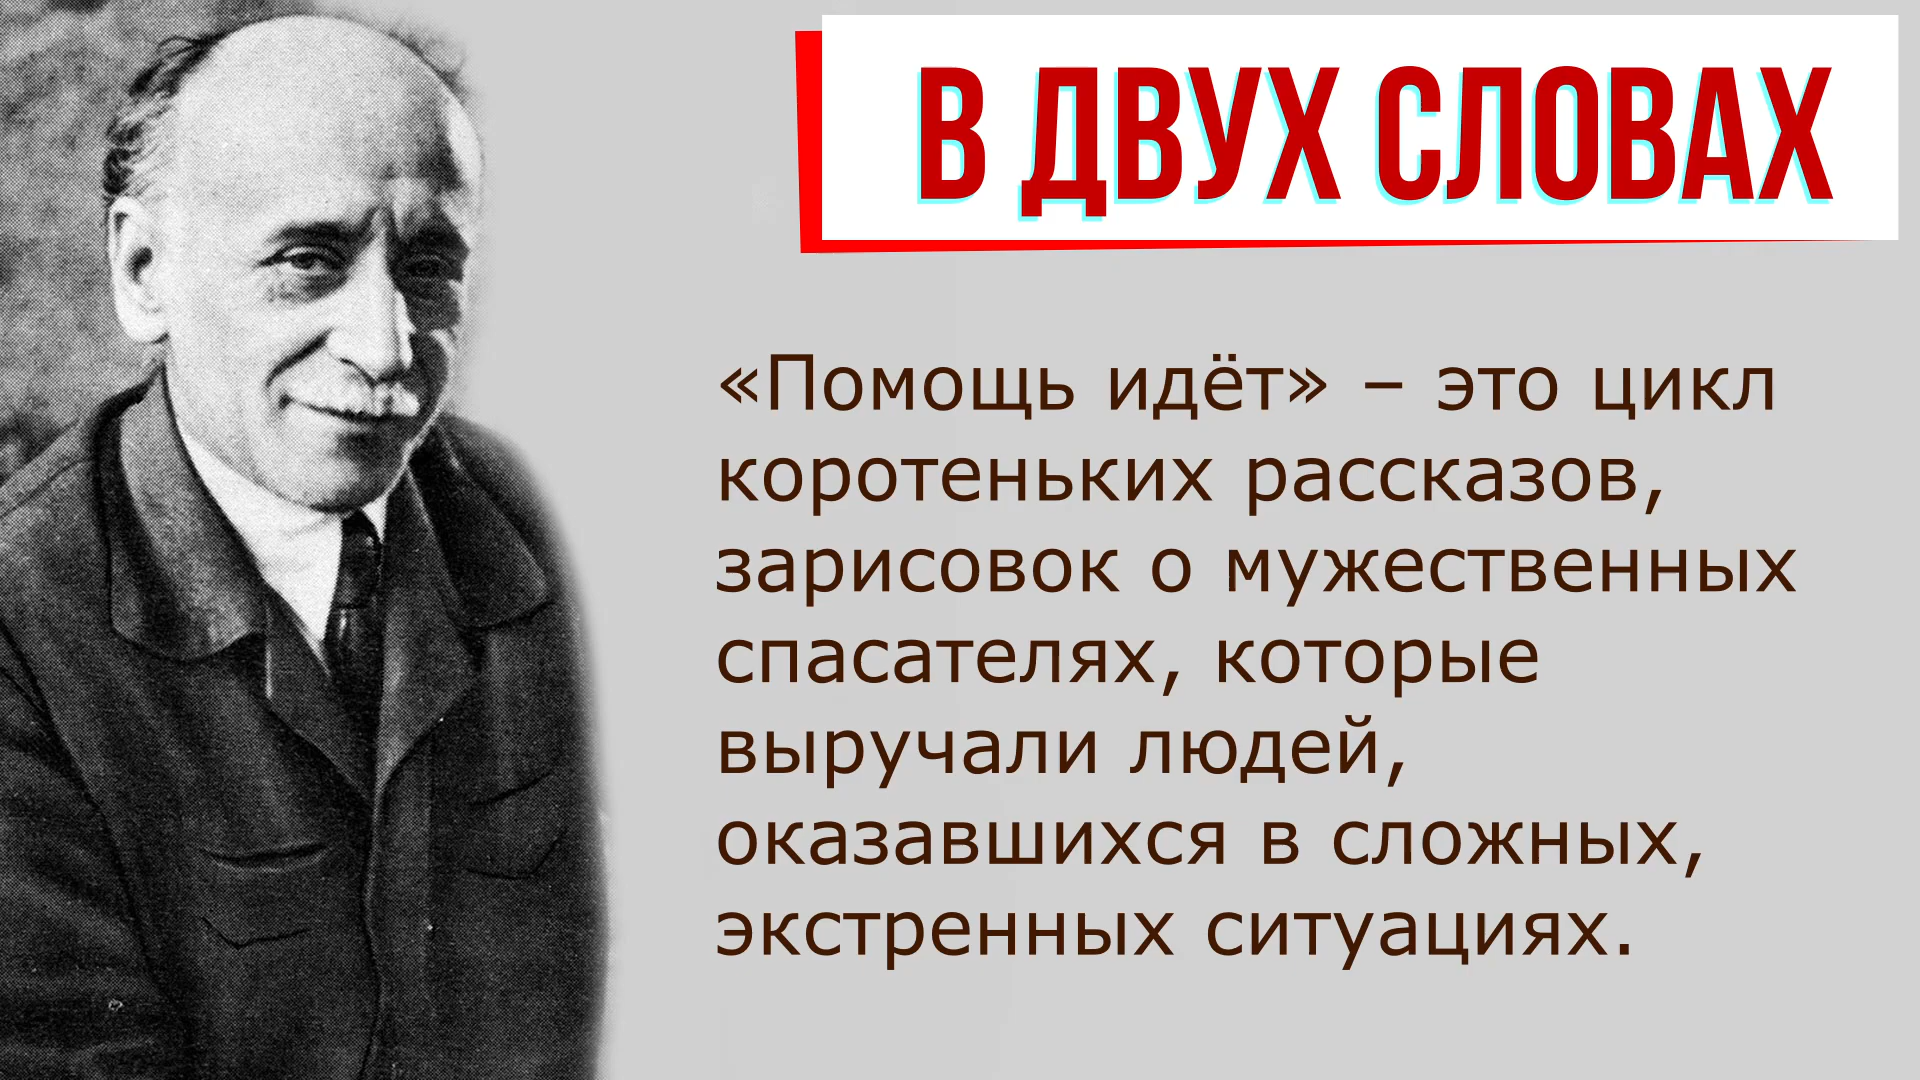 В ДВУХ СЛОВАХ
«Помощь идёт» – это цикл
коротеньких рассказов,
зарисовок о мужественных
спасателях, которые
выручали людей,
оказавшихся в сложных,
экстренных ситуациях.